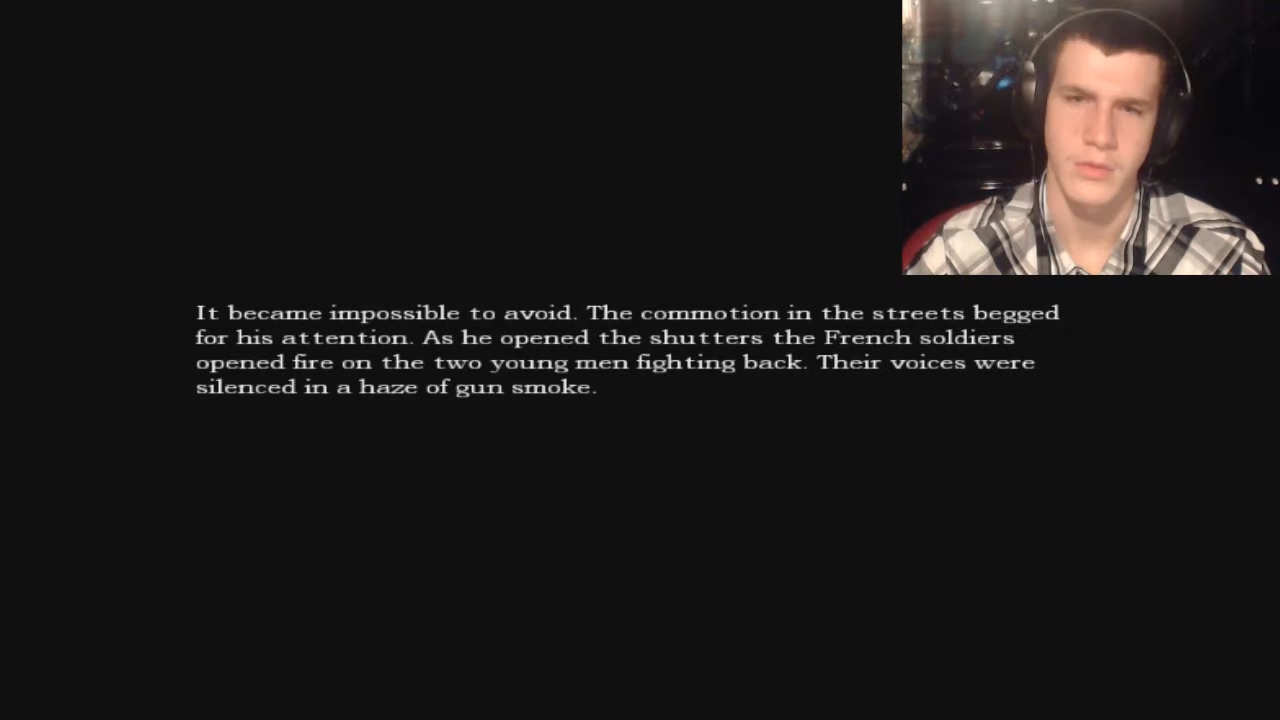 It became impossible to avoid. The commotion in the streets begged
for his attention. As he opened the shutters the French soldiers
opened fire on the two young men fighting back. Their voices were
silenced in a haze of gun smoke.